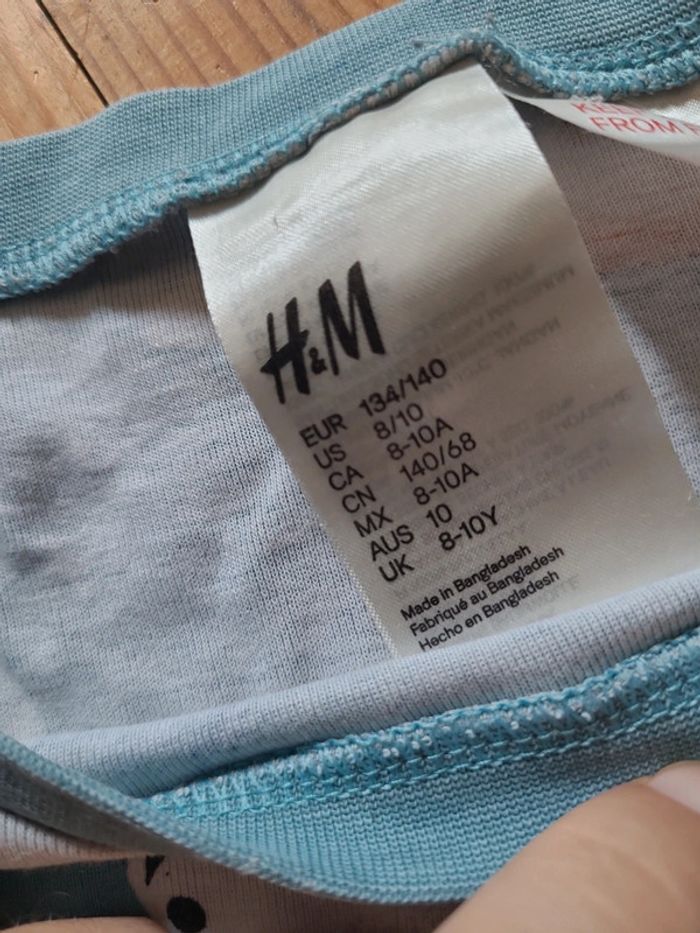 H&M
EUR 134/140
US 8/10
CA 8-10A
CN 140/68
MX 8-10A
AUS 10
UK 8-10Y
Made in Bangladesh
Fabriqué au Bangladesh
Hecho en Bangladesh
FROM